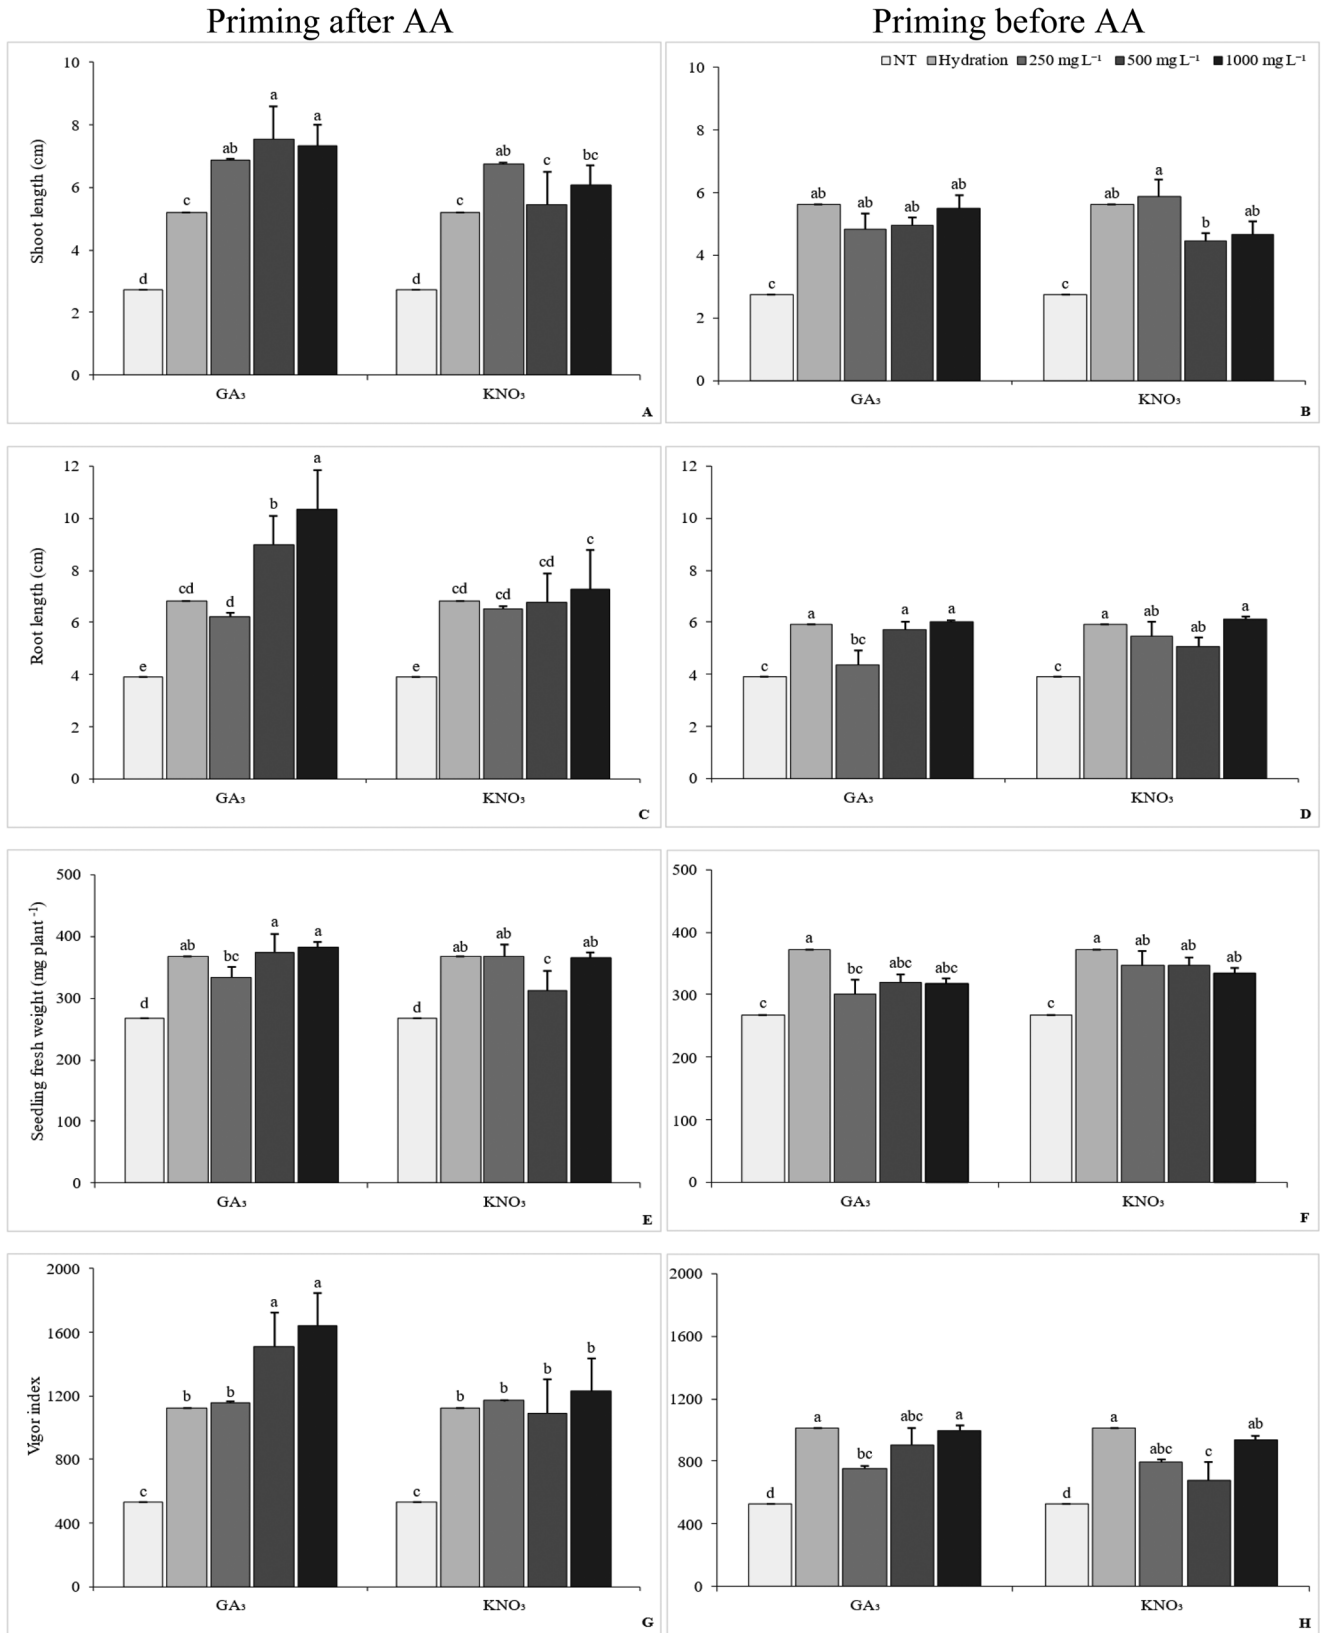 Priming after AA
Priming before AA
NT Hydration 250 mg L⁻¹ 500 mg L⁻¹ 1000 mg L⁻¹
Shoot length (cm)
10
8
6
4
2
0
d c ab a a
d c ab c bc
GA₃ KNO₃
A
10
8
6
4
2
0
c ab ab ab ab
c ab a b ab
GA₃ KNO₃
B
Root length (cm)
12
10
8
6
4
2
0
e cd d b a
e cd cd cd c
GA₃ KNO₃
C
12
10
8
6
4
2
0
c a bc a a
c a ab ab a
GA₃ KNO₃
D
Seedling fresh weight (mg plant ⁻¹)
500
400
300
200
100
0
d ab bc a a
d ab ab c ab
GA₃ KNO₃
E
500
400
300
200
100
0
c a bc abc abc
c a ab ab ab
GA₃ KNO₃
F
Vigor index
2000
1600
1200
800
400
0
c b b a a
c b b b b
GA₃ KNO₃
G
2000
1600
1200
800
400
0
d a bc abc a
d a abc c ab
GA₃ KNO₃
H